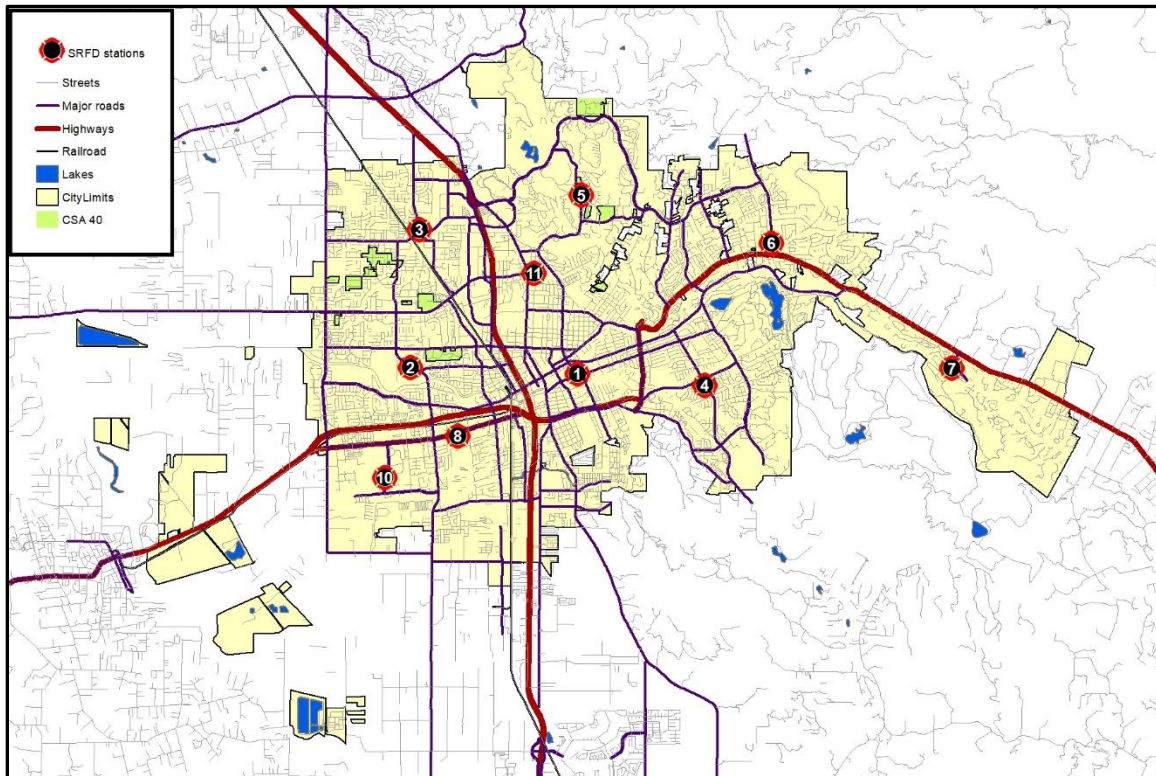 SRFD stations
Streets
Major roads
Highways
Railroad
Lakes
CityLImits
CSA 40
5
3
6
11
2
1
7
4
8
10